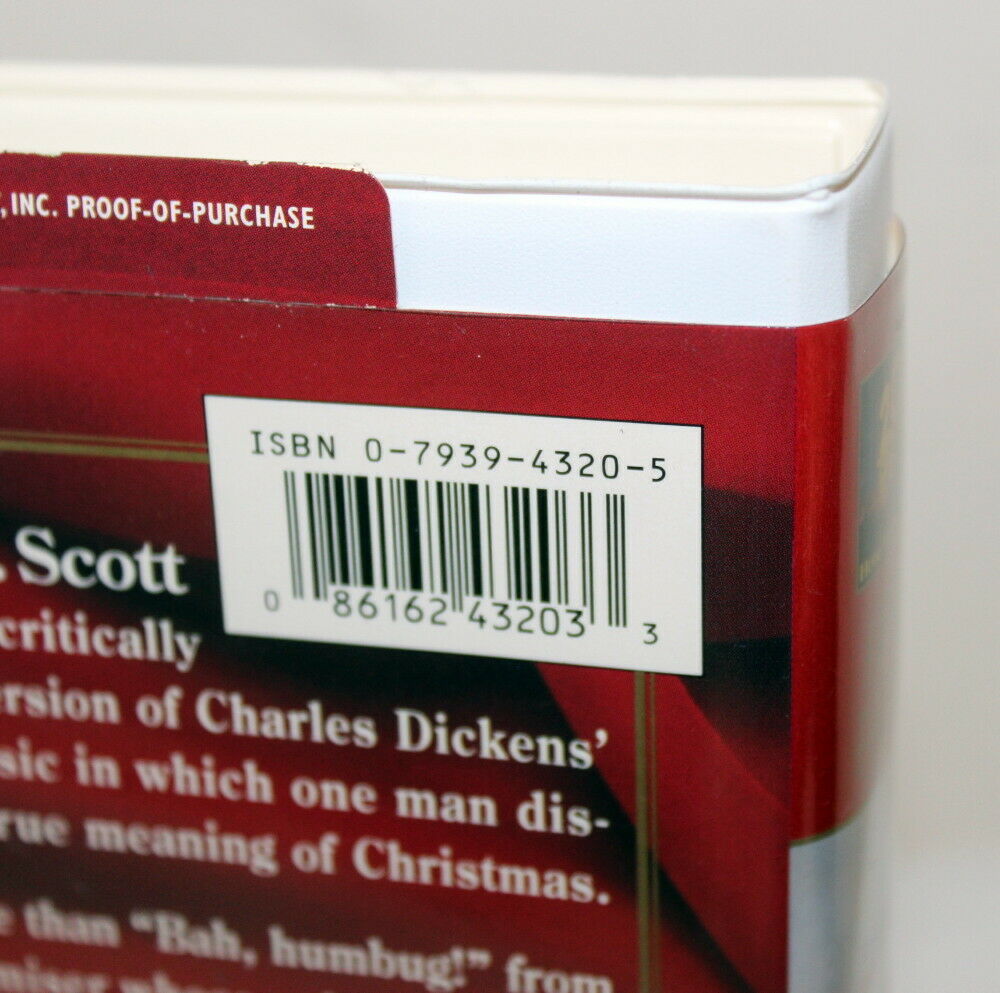 , INC. PROOF-OF-PURCHASE
ISBN 0-7939-4320-5
0 86162 43203 3
. Scott
critically
ersion of Charles Dickens'
sic in which one man dis-
rue meaning of Christmas.
e than "Bah, humbug!" from
miser